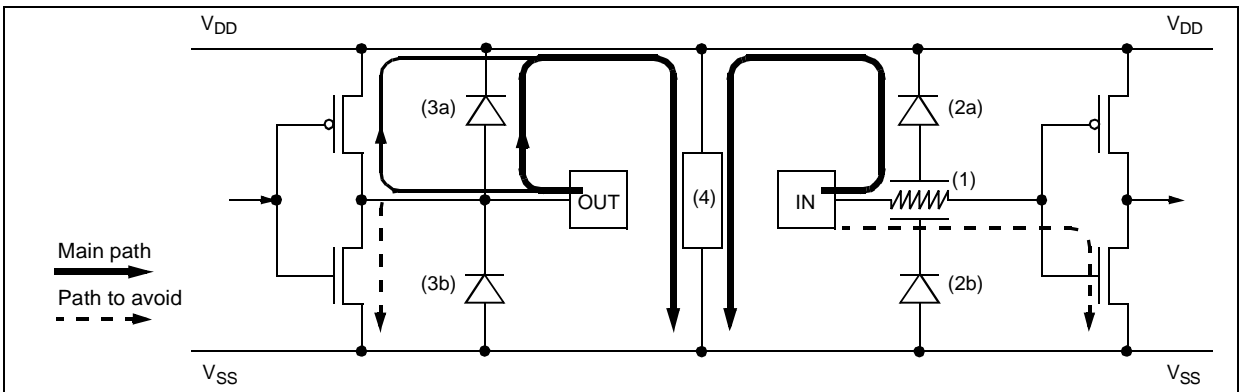 VDD VDD
(3a) (2a)
(1)
OUT (4) IN
Main path
(3b) (2b)
Path to avoid
VSS VSS